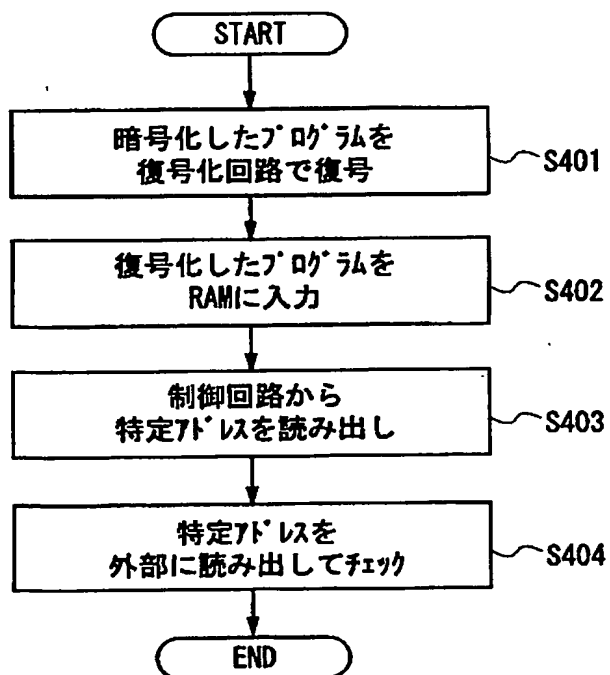 START
暗号化したﾌﾟﾛｸﾞﾗﾑを
復号化回路で復号
S401
復号化したﾌﾟﾛｸﾞﾗﾑを
RAMに入力
S402
制御回路から
特定ｱﾄﾞﾚｽを読み出し
S403
特定ｱﾄﾞﾚｽを
外部に読み出してﾁｪｯｸ
S404
END